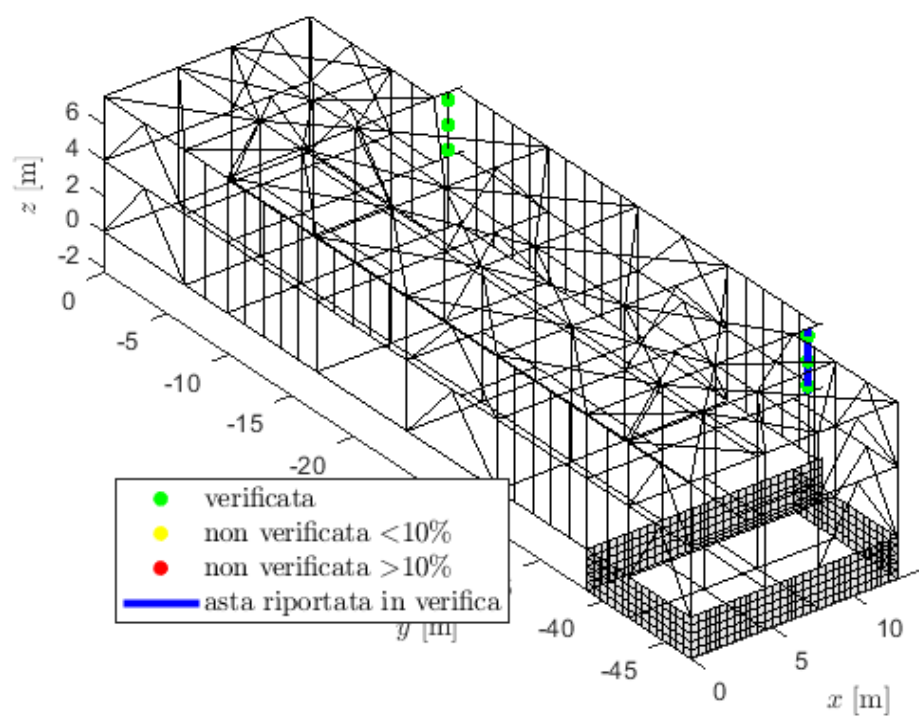 6
4
2
0
-2
z [m]
0
-5
-10
-15
-20
verificata
non verificata <10%
non verificata >10%
asta riportata in verifica
y [m]
-40
-45
0
5
10
x [m]